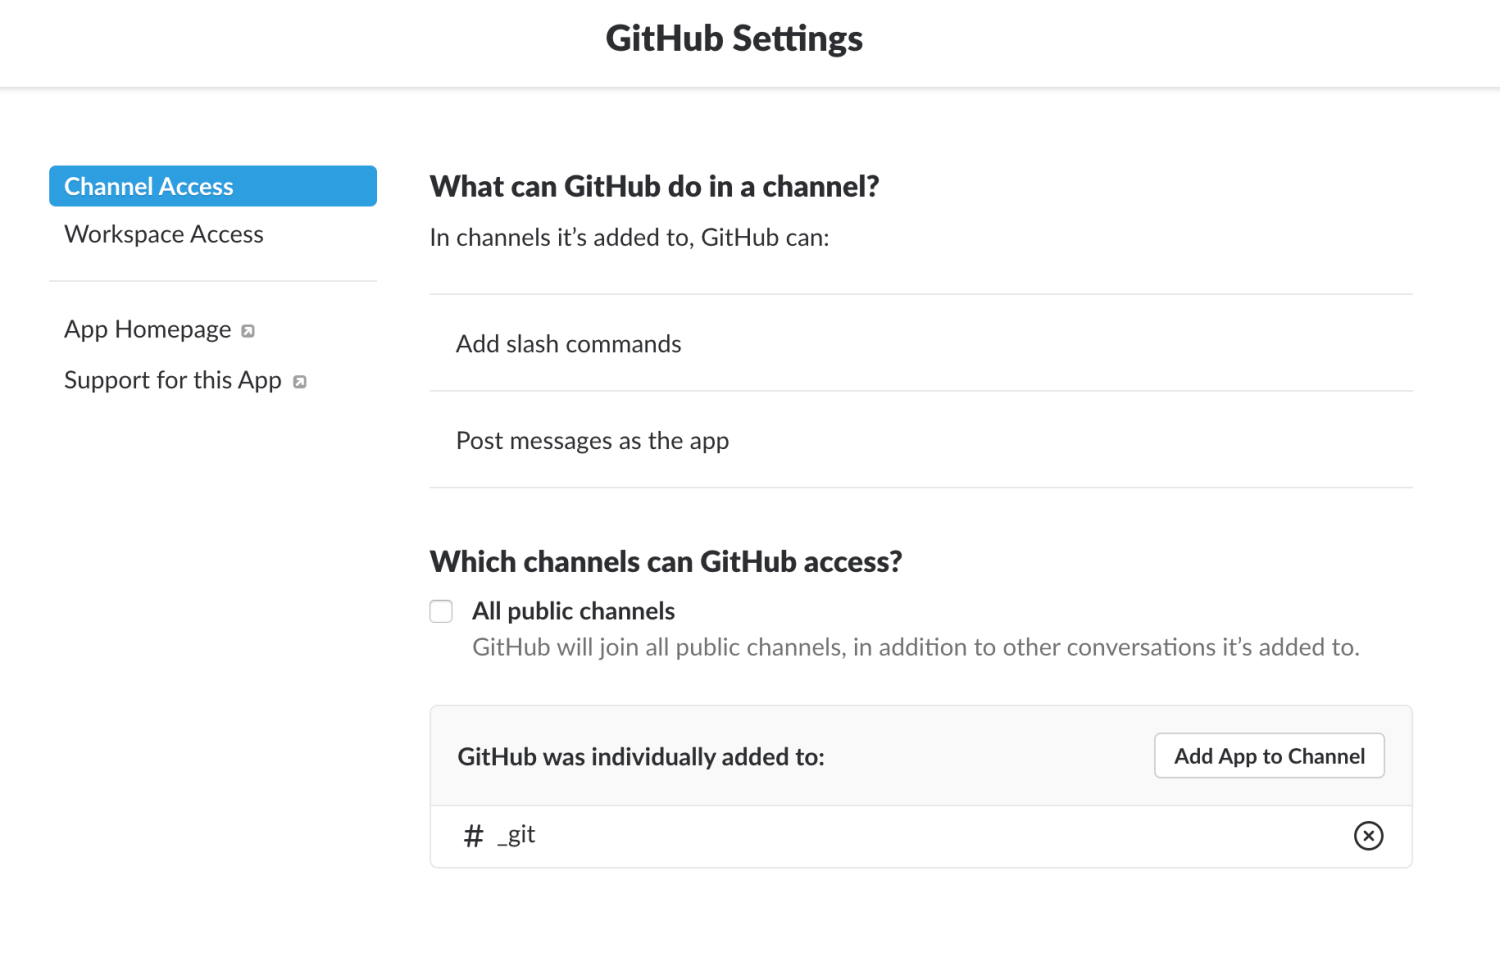 GitHub Settings
Channel Access
Workspace Access
App Homepage
Support for this App
What can GitHub do in a channel?
In channels it’s added to, GitHub can:
Add slash commands
Post messages as the app
Which channels can GitHub access?
All public channels
GitHub will join all public channels, in addition to other conversations it’s added to.
GitHub was individually added to:
Add App to Channel
# _git